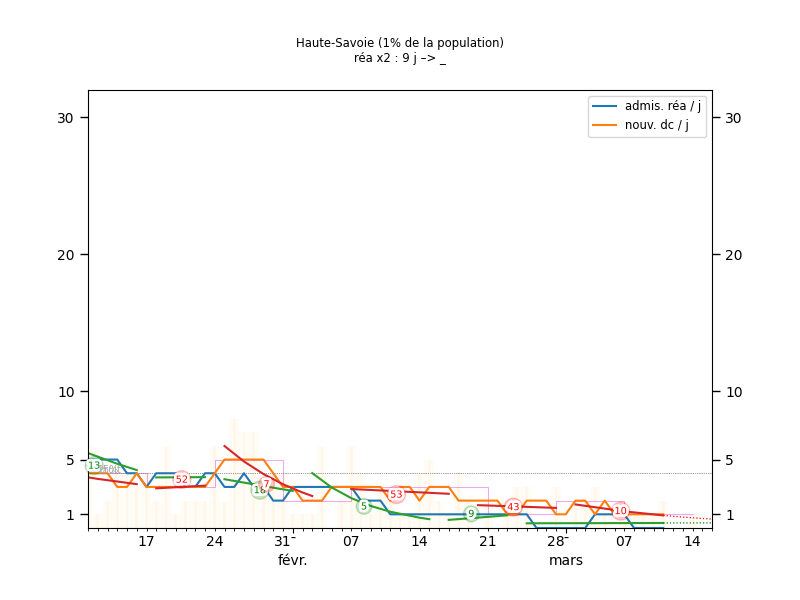 Haute-Savoie (1% de la population)
réa x2 : 9 j –> _
admis. réa / j
nouv. dc / j
30 30
20 20
10 10
5 5
1 1
13
52
7
5
53
9
43
10
17 24 31 07 14 21 28 07 14
févr. mars